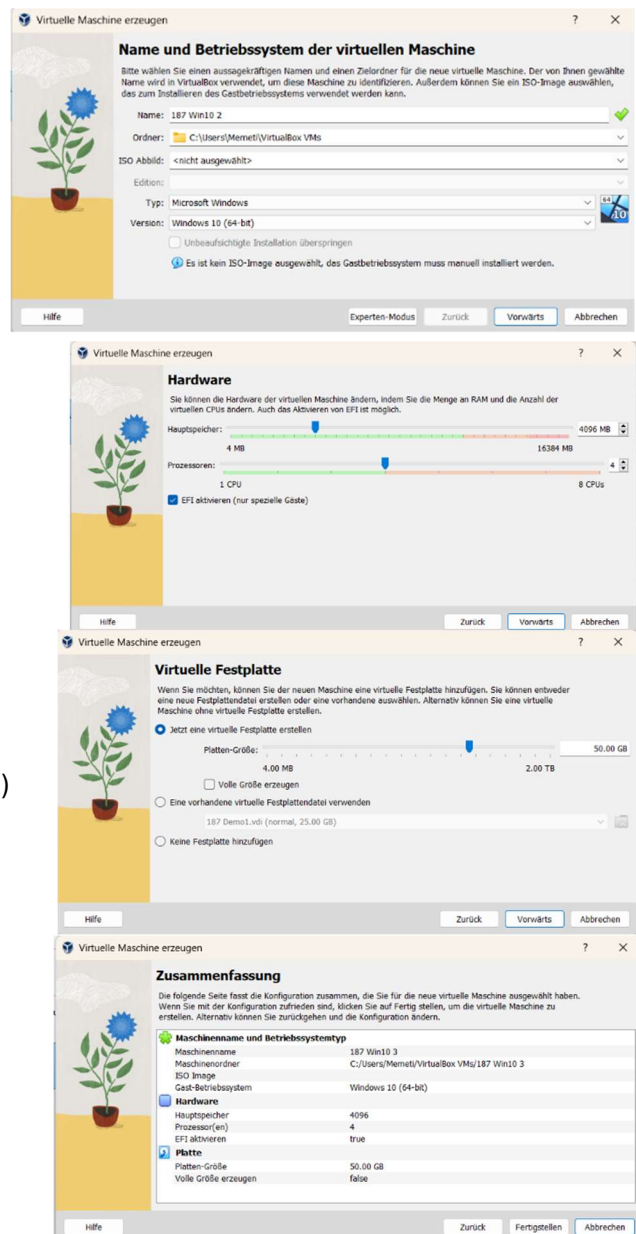 Virtuelle Maschine erzeugen
Name und Betriebssystem der virtuellen Maschine
Bitte wählen Sie einen aussagekräftigen Namen und einen Zielordner für die neue virtuelle Maschine. Der von Ihnen gewählte
Name wird in VirtualBox verwendet, um diese Maschine zu identifizieren. Außerdem können Sie ein ISO-Image auswählen,
das zum Installieren des Gastbetriebssystems verwendet werden kann.
Name: 187 Win10 2
Ordner: C:\Users\Memeti\VirtualBox VMs
ISO Abbild: <nicht ausgewählt>
Edition:
Typ: Microsoft Windows
64
10
Version: Windows 10 (64-bit)
Unbeaufsichtigte Installation überspringen
Es ist kein ISO-Image ausgewählt, das Gastbetriebssystem muss manuell installiert werden.
Hilfe Experten-Modus Zurück Vorwärts Abbrechen
Virtuelle Maschine erzeugen
Hardware
Sie können die Hardware der virtuellen Maschine ändern, indem Sie die Menge an RAM und die Anzahl der
virtuellen CPUs ändern. Auch das Aktivieren von EFI ist möglich.
Hauptspeicher: 4096 MB
4 MB 16384 MB
Prozessoren: 4
1 CPU 8 CPUs
EFI aktivieren (nur spezielle Gäste)
Hilfe Zurück Vorwärts Abbrechen
Virtuelle Maschine erzeugen
Virtuelle Festplatte
Wenn Sie möchten, können Sie der neuen Maschine eine virtuelle Festplatte hinzufügen. Sie können entweder
eine neue Festplattendatei erstellen oder eine vorhandene auswählen. Alternativ können Sie eine virtuelle
Maschine ohne virtuelle Festplatte erstellen.
Jetzt eine virtuelle Festplatte erstellen
Platten-Größe: 50.00 GB
4.00 MB 2.00 TB
)
Volle Größe erzeugen
Eine vorhandene virtuelle Festplattendatei verwenden
187 Demo1.vdi (normal, 25.00 GB)
Keine Festplatte hinzufügen
Hilfe Zurück Vorwärts Abbrechen
Virtuelle Maschine erzeugen
Zusammenfassung
Die folgende Seite fasst die Konfiguration zusammen, die Sie für die neue virtuelle Maschine ausgewählt haben.
Wenn Sie mit der Konfiguration zufrieden sind, klicken Sie auf Fertig stellen, um die virtuelle Maschine zu
erstellen. Alternativ können Sie zurückgehen und die Konfiguration ändern.
Maschinenname und Betriebssystemtyp
Maschinenname 187 Win10 3
Maschinenordner C:/Users/Memeti/VirtualBox VMs/187 Win10 3
ISO Image
Gast-Betriebssystem Windows 10 (64-bit)
Hardware
Hauptspeicher 4096
Prozessor(en) 4
EFI aktivieren true
Platte
Platten-Größe 50.00 GB
Volle Größe erzeugen false
Hilfe Zurück Fertigstellen Abbrechen